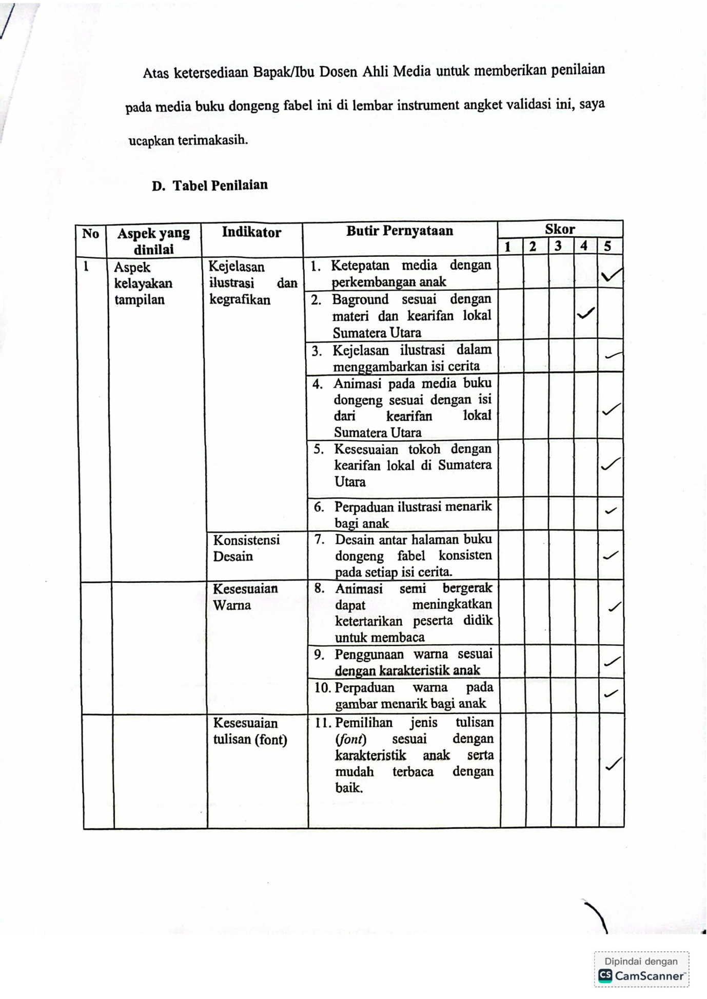 Atas ketersediaan Bapak/Ibu Dosen Ahli Media untuk memberikan penilaian
pada media buku dongeng fabel ini di lembar instrument angket validasi ini, saya
ucapkan terimakasih.
D. Tabel Penilaian
No Aspek yang dinilai Indikator Butir Pernyataan Skor
1 2 3 4 5
1 Aspek kelayakan tampilan
Kejelasan ilustrasi dan kegrafikan
1. Ketepatan media dengan
perkembangan anak ✓
2. Baground sesuai dengan
materi dan kearifan lokal ✓
Sumatera Utara
3. Kejelasan ilustrasi dalam ✓
menggambarkan isi cerita
4. Animasi pada media buku
dongeng sesuai dengan isi
dari kearifan lokal ✓
Sumatera Utara
5. Kesesuaian tokoh dengan
kearifan lokal di Sumatera ✓
Utara
6. Perpaduan ilustrasi menarik ✓
bagi anak
Konsistensi Desain
7. Desain antar halaman buku
dongeng fabel konsisten ✓
pada setiap isi cerita.
Kesesuaian Warna
8. Animasi semi bergerak
dapat meningkatkan ✓
ketertarikan peserta didik
untuk membaca
9. Penggunaan warna sesuai ✓
dengan karakteristik anak
10. Perpaduan warna pada ✓
gambar menarik bagi anak
Kesesuaian tulisan (font)
11. Pemilihan jenis tulisan
(font) sesuai dengan
karakteristik anak serta ✓
mudah terbaca dengan
baik.
Dipindai dengan
CS CamScanner™